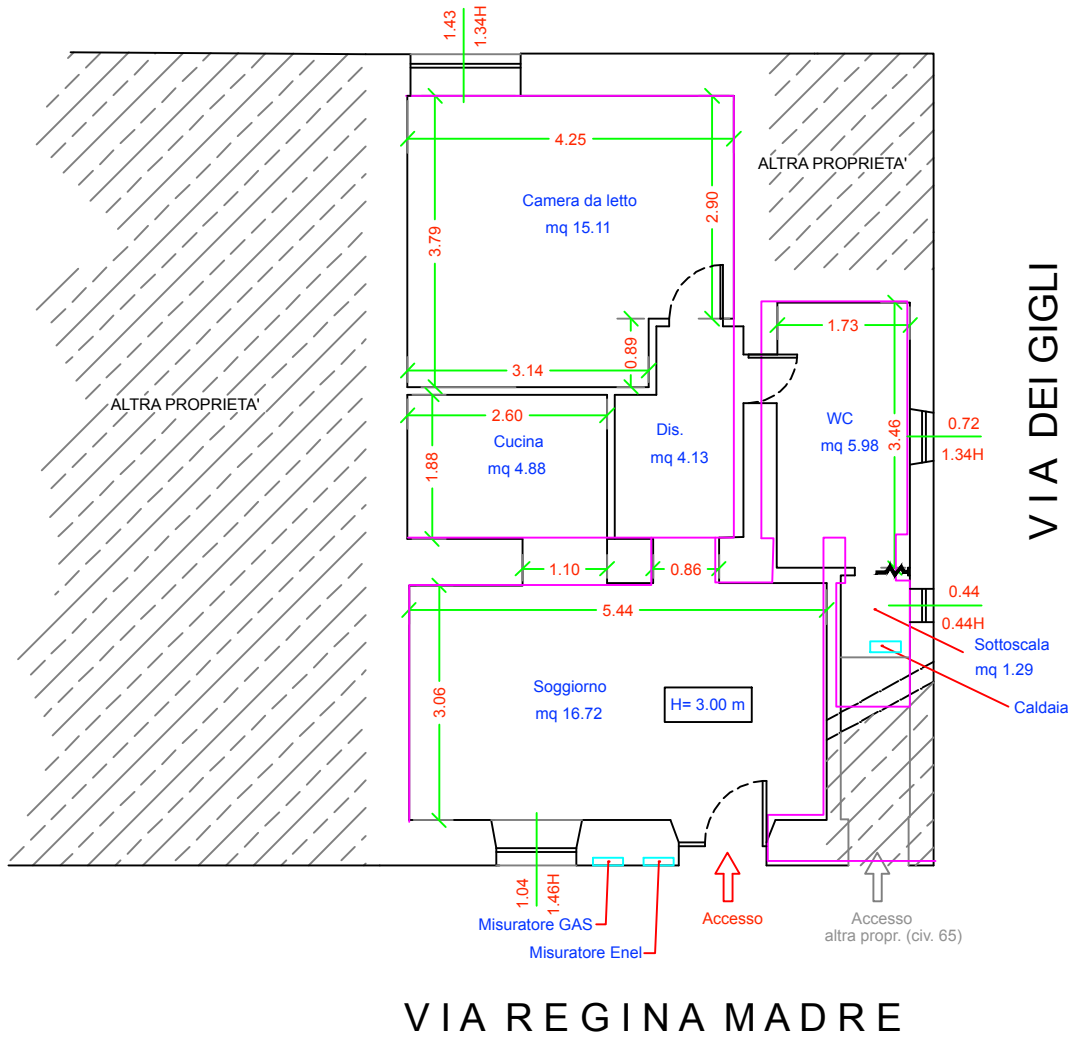 1.43
1.34H
4.25
ALTRA PROPRIETA'
Camera da letto
mq 15.11
2.90
3.79
VIA DEI GIGLI
1.73
0.89
3.14
ALTRA PROPRIETA'
2.60
Cucina
mq 4.88
1.88
Dis.
mq 4.13
WC
mq 5.98
3.46
0.72
1.34H
1.10
0.86
0.44
0.44H
5.44
Sottoscala
mq 1.29
Soggiorno
mq 16.72
H= 3.00 m
3.06
Caldaia
1.04
1.46H
Misuratore GAS
Misuratore Enel
Accesso
Accesso
altra propr. (civ. 65)
VIA REGINA MADRE